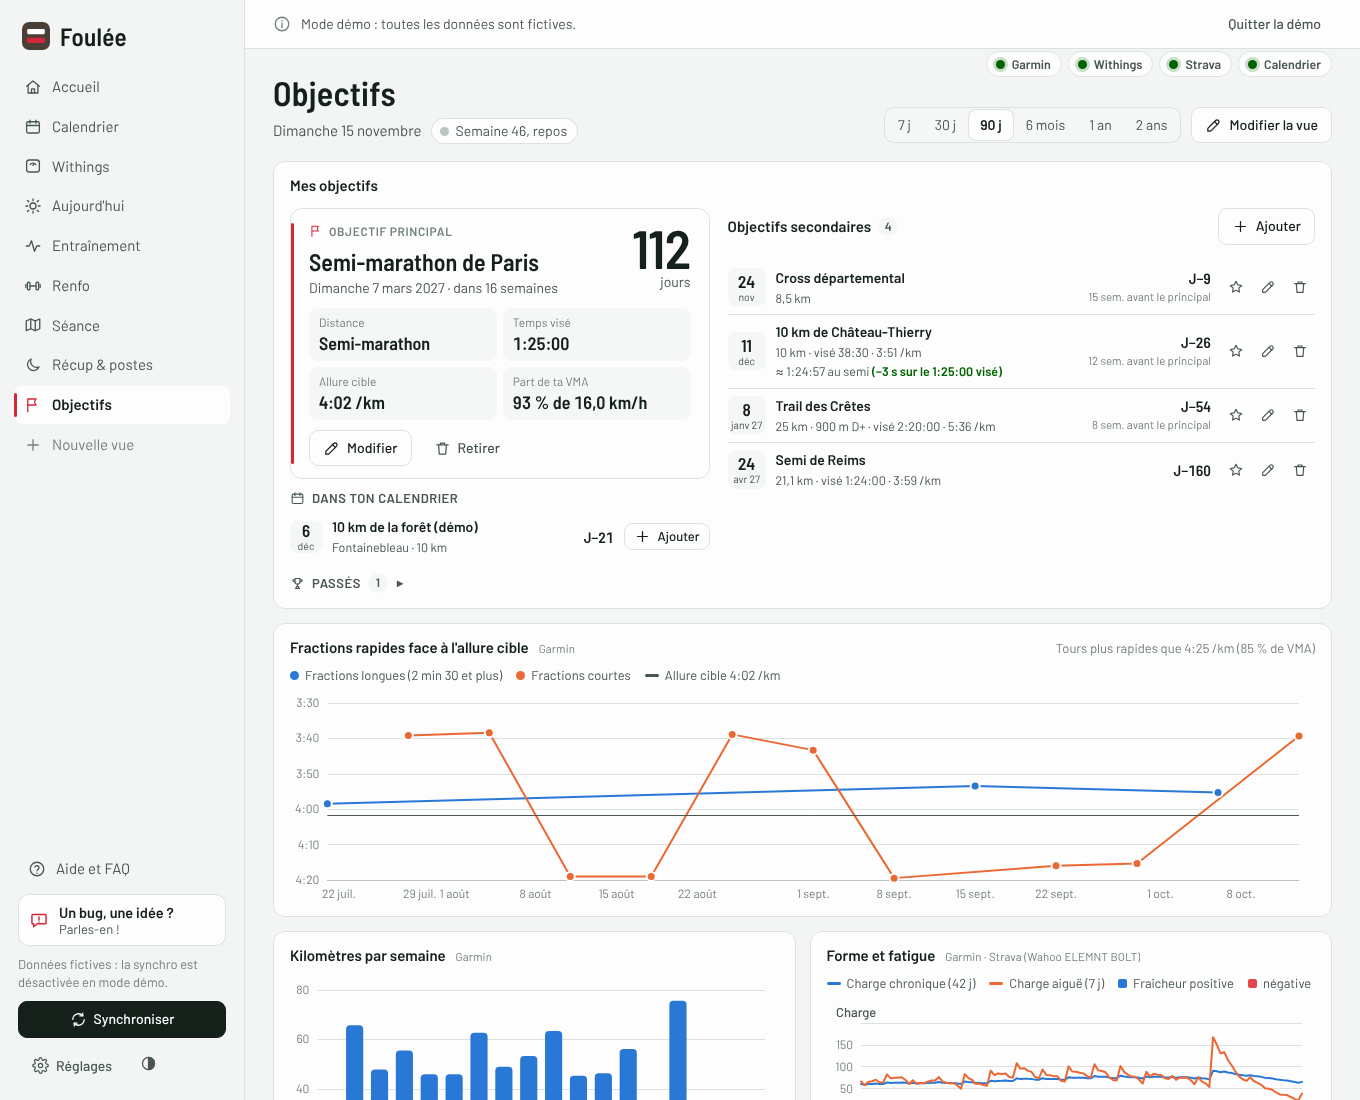 Foulée
Accueil
Calendrier
Withings
Aujourd'hui
Entraînement
Renfo
Séance
Récup & postes
Objectifs
Nouvelle vue
Aide et FAQ
Un bug, une idée ?
Parles-en !
Données fictives : la synchro est
désactivée en mode démo.
Synchroniser
Réglages
Mode démo : toutes les données sont fictives.
Quitter la démo
Garmin
Withings
Strava
Calendrier
Objectifs
Dimanche 15 novembre
Semaine 46, repos
7 j 30 j 90 j 6 mois 1 an 2 ans
Modifier la vue
Mes objectifs
OBJECTIF PRINCIPAL
Semi-marathon de Paris
Dimanche 7 mars 2027 · dans 16 semaines
112
jours
Distance
Semi-marathon
Temps visé
1:25:00
Allure cible
4:02 /km
Part de ta VMA
93 % de 16,0 km/h
Modifier
Retirer
DANS TON CALENDRIER
6
déc
10 km de la forêt (démo)
Fontainebleau · 10 km
J–21
Ajouter
PASSÉS 1
Objectifs secondaires 4
Ajouter
24
nov
Cross départemental
8,5 km
J–9
15 sem. avant le principal
11
déc
10 km de Château-Thierry
10 km · visé 38:30 · 3:51 /km
≈ 1:24:57 au semi (−3 s sur le 1:25:00 visé)
J–26
12 sem. avant le principal
8
janv 27
Trail des Crêtes
25 km · 900 m D+ · visé 2:20:00 · 5:36 /km
J–54
8 sem. avant le principal
24
avr 27
Semi de Reims
21,1 km · visé 1:24:00 · 3:59 /km
J–160
Fractions rapides face à l'allure cible Garmin
Tours plus rapides que 4:25 /km (85 % de VMA)
Fractions longues (2 min 30 et plus) Fractions courtes Allure cible 4:02 /km
3:30
3:40
3:50
4:00
4:10
4:20
22 juil. 29 juil. 1 août 8 août 15 août 22 août 1 sept. 8 sept. 15 sept. 22 sept. 1 oct. 8 oct.
Kilomètres par semaine Garmin
80
60
40
Forme et fatigue Garmin · Strava (Wahoo ELEMNT BOLT)
Charge chronique (42 j) Charge aiguë (7 j) Fraîcheur positive négative
Charge
150
100
50